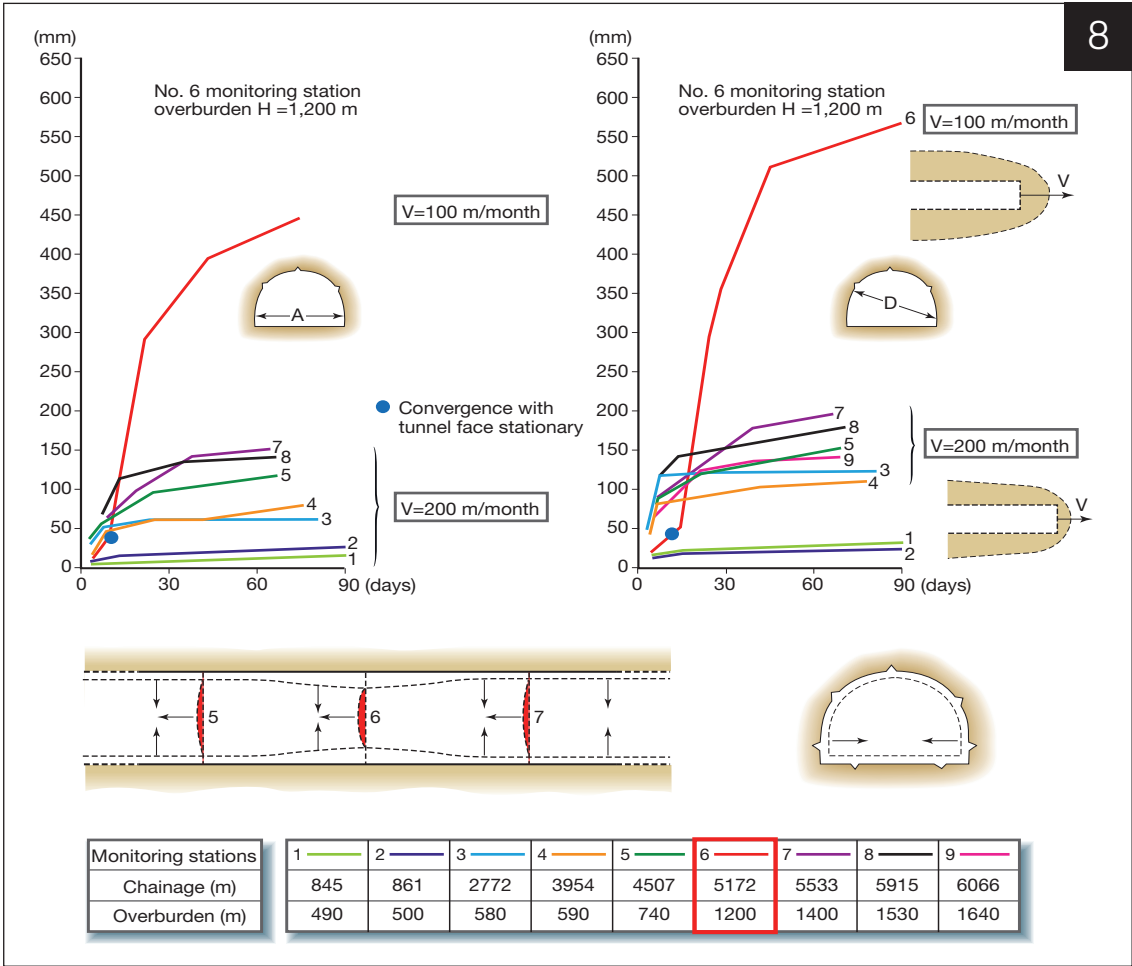 8
(mm)
650
600
550
500
450
400
350
300
250
200
150
100
50
0
No. 6 monitoring station
overburden H =1,200 m
V=100 m/month
A
Convergence with
tunnel face stationary
7
8
5
4
3
2
1
V=200 m/month
0 30 60 90 (days)
(mm)
650
600
550
500
450
400
350
300
250
200
150
100
50
0
No. 6 monitoring station
overburden H =1,200 m
6
V=100 m/month
V
D
7
8
5
9
3
4
1
2
V=200 m/month
V
0 30 60 90 (days)
5 6 7
Monitoring stations 1 2 3 4 5 6 7 8 9
Chainage (m) 845 861 2772 3954 4507 5172 5533 5915 6066
Overburden (m) 490 500 580 590 740 1200 1400 1530 1640